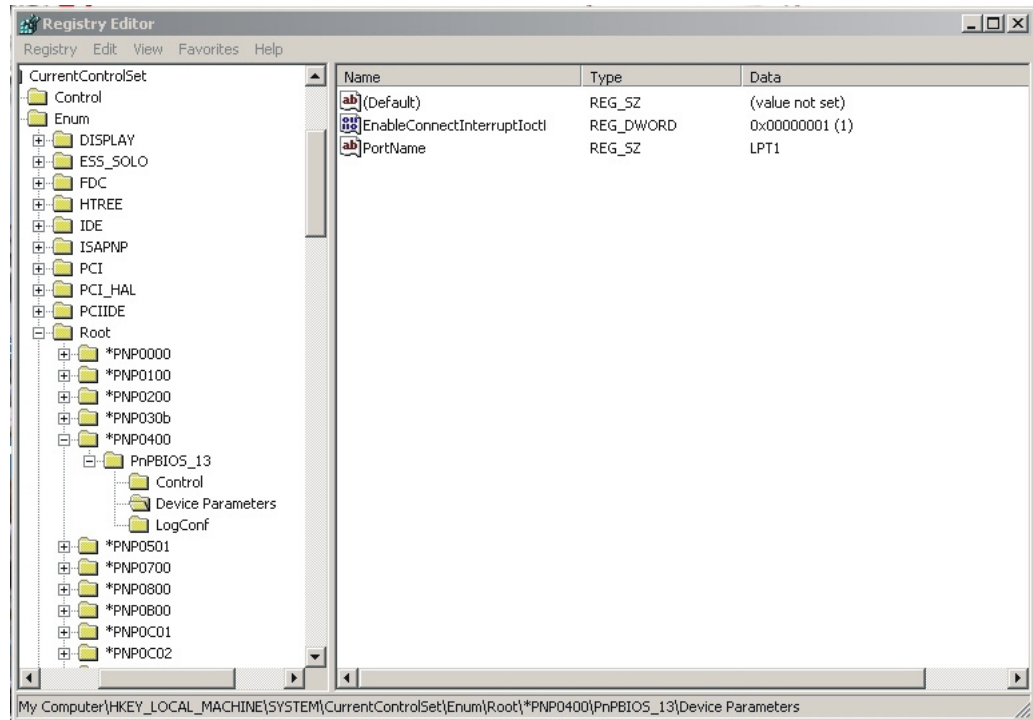 Registry Editor
Registry Edit View Favorites Help
CurrentControlSet
Control
Enum
DISPLAY
ESS_SOLO
FDC
HTREE
IDE
ISAPNP
PCI
PCI_HAL
PCIIDE
Root
*PNP0000
*PNP0100
*PNP0200
*PNP030b
*PNP0400
PnPBIOS_13
Control
Device Parameters
LogConf
*PNP0501
*PNP0700
*PNP0800
*PNP0B00
*PNP0C01
*PNP0C02
Name Type Data
(Default) REG_SZ (value not set)
EnableConnectInterruptIoctl REG_DWORD 0x00000001 (1)
PortName REG_SZ LPT1
My Computer\HKEY_LOCAL_MACHINE\SYSTEM\CurrentControlSet\Enum\Root\*PNP0400\PnPBIOS_13\Device Parameters